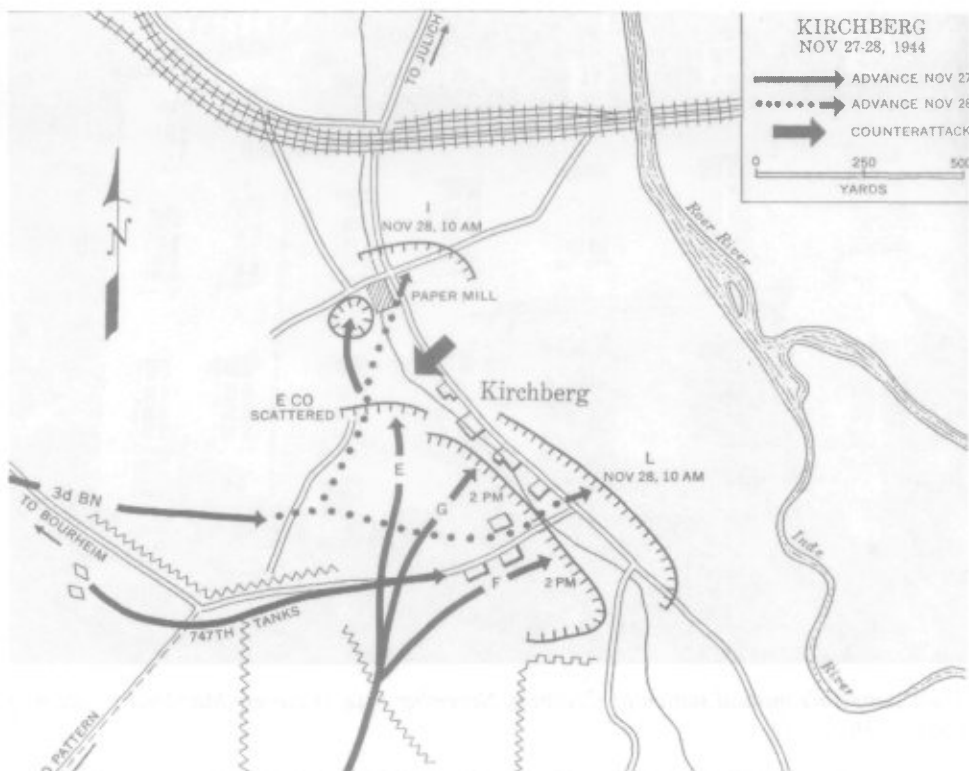 KIRCHBERG
NOV 27-28, 1944
ADVANCE NOV 27
ADVANCE NOV 28
COUNTERATTACK
0 250 500
YARDS
TO JULICH
N
I
NOV 28, 10 AM
PAPER MILL
Roer River
Kirchberg
E CO
SCATTERED
L
NOV 28, 10 AM
E
G
2 PM
3d BN
TO BOURHEIM
F
2 PM
747TH TANKS
Inde
River
O PATTERN